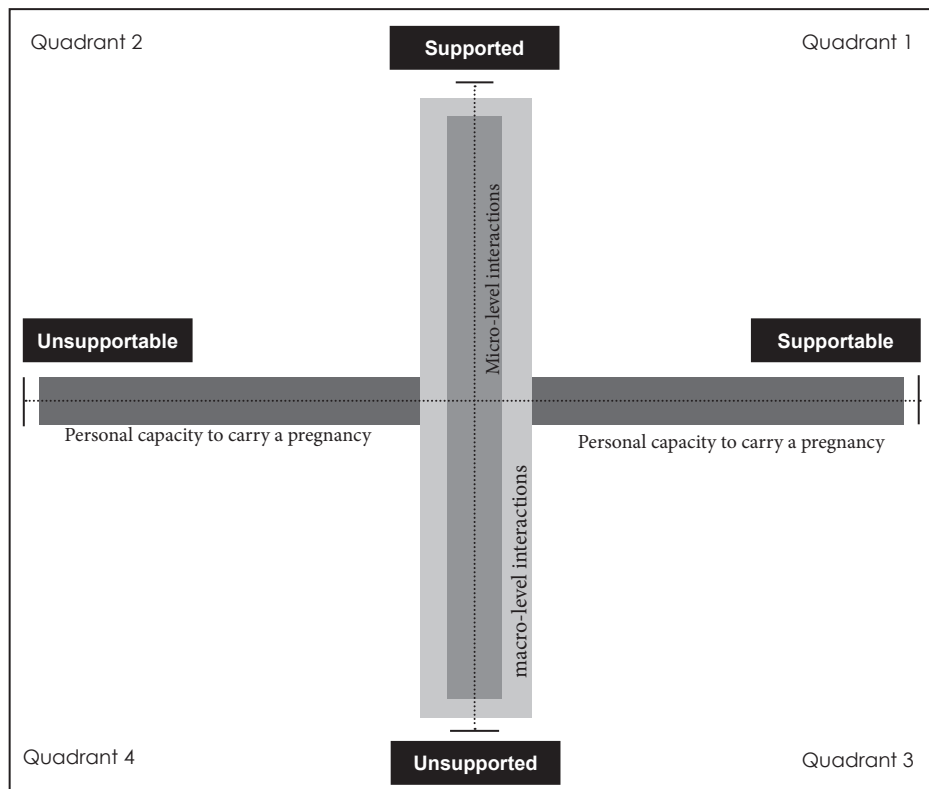 Quadrant 2
Supported
Quadrant 1
Micro-level interactions
Unsupportable
Supportable
Personal capacity to carry a pregnancy
Personal capacity to carry a pregnancy
macro-level interactions
Quadrant 4
Unsupported
Quadrant 3